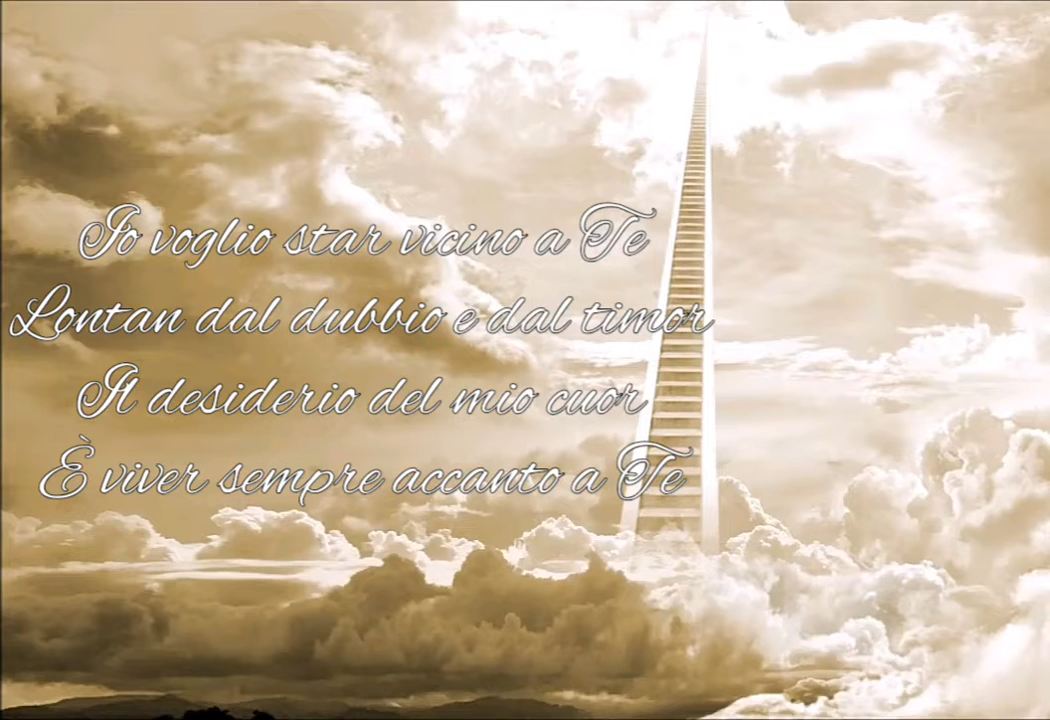 Io voglio star vicino a Te
Lontan dal dubbio e dal timor
Il desiderio del mio cuor
È viver sempre accanto a Te